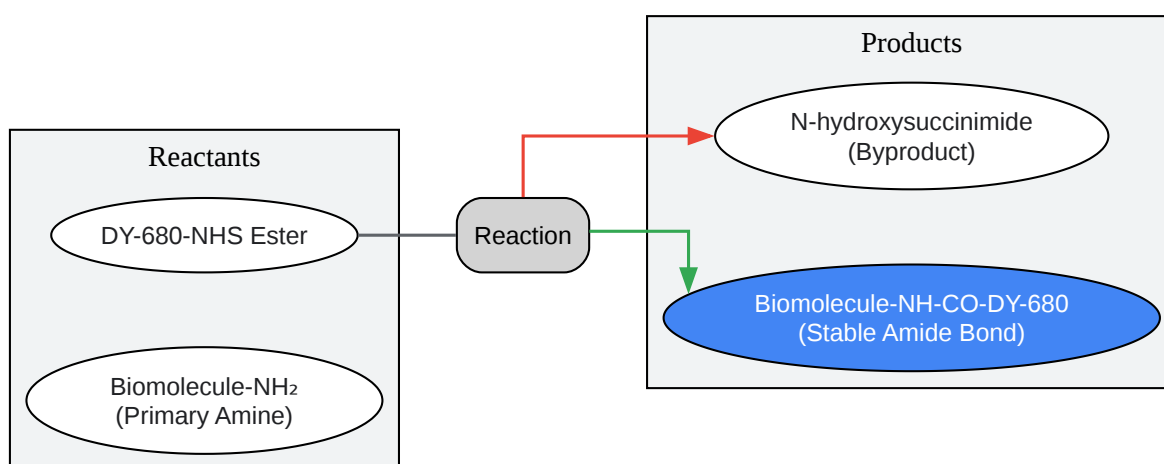 Reactants
DY-680-NHS Ester
Biomolecule-NH₂
(Primary Amine)
Reaction
Products
N-hydroxysuccinimide
(Byproduct)
Biomolecule-NH-CO-DY-680
(Stable Amide Bond)